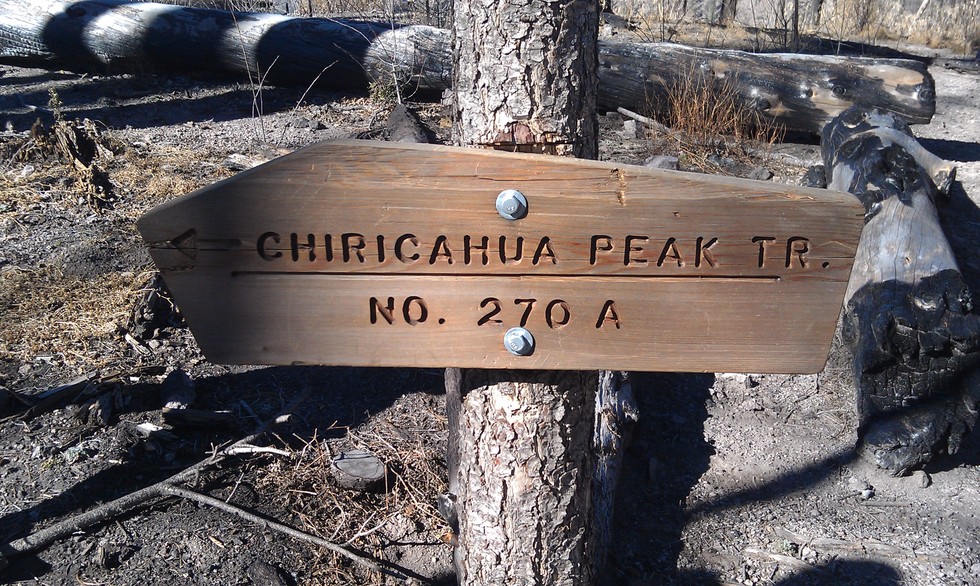 CHIRICAHUA PEAK TR.
NO. 270 A